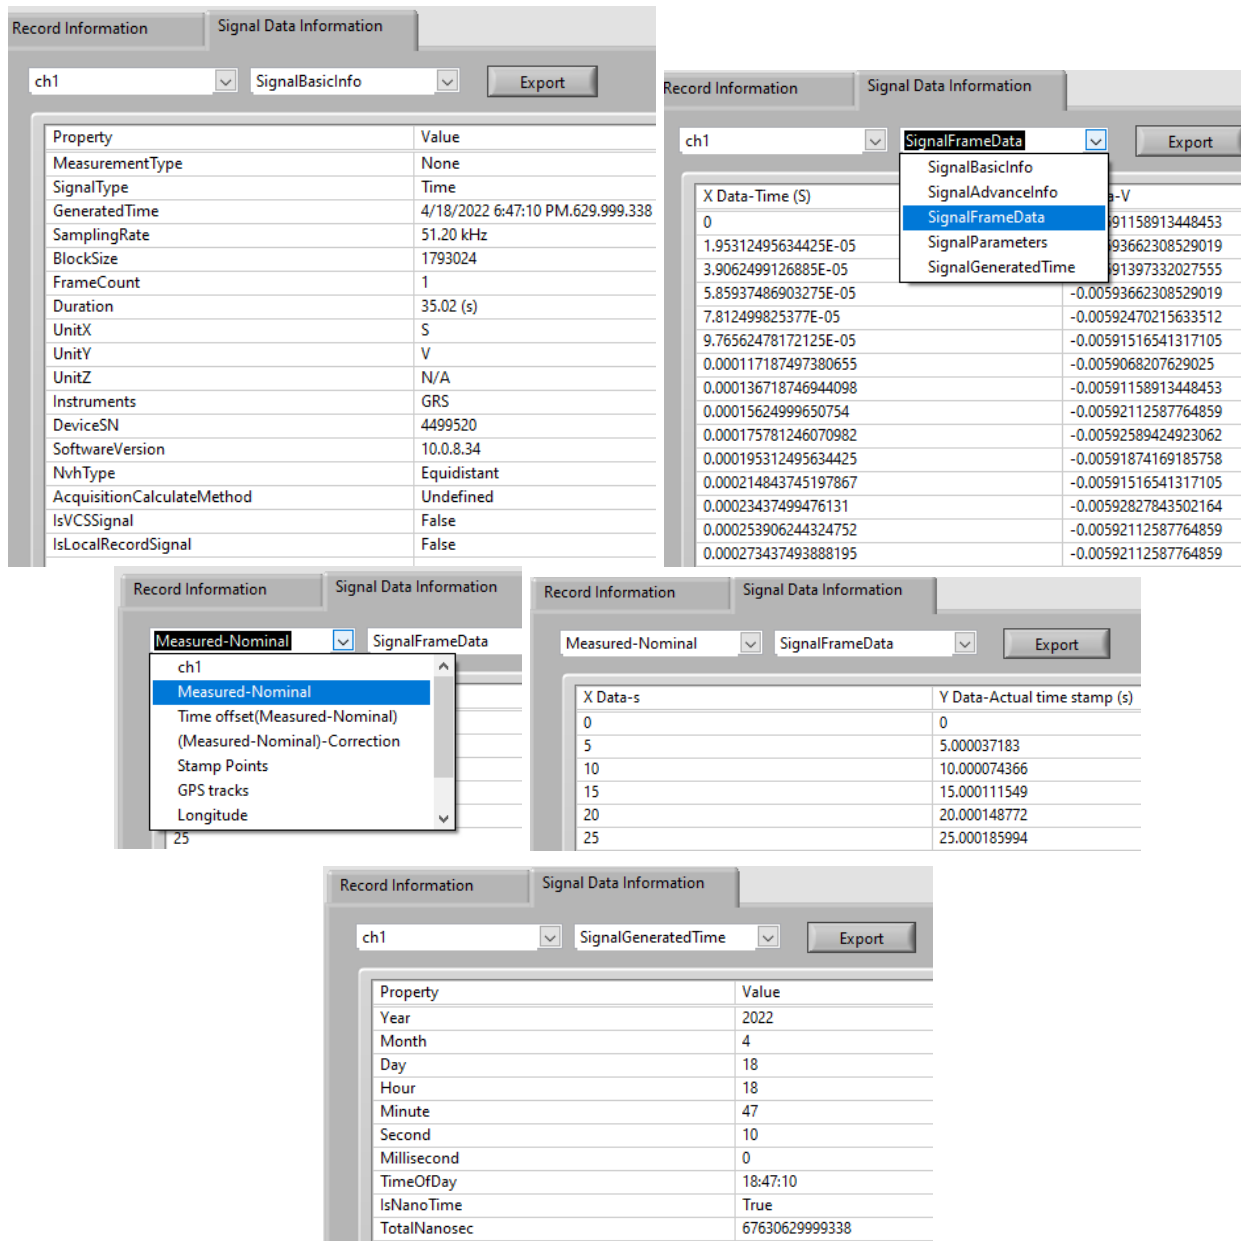 Record Information Signal Data Information
ch1 SignalBasicInfo Export
Property Value
MeasurementType None
SignalType Time
GeneratedTime 4/18/2022 6:47:10 PM.629.999.338
SamplingRate 51.20 kHz
BlockSize 1793024
FrameCount 1
Duration 35.02 (s)
UnitX S
UnitY V
UnitZ N/A
Instruments GRS
DeviceSN 4499520
SoftwareVersion 10.0.8.34
NvhType Equidistant
AcquisitionCalculateMethod Undefined
IsVCSSignal False
IsLocalRecordSignal False
Record Information Signal Data Information
ch1 SignalFrameData Export
SignalBasicInfo
SignalAdvanceInfo
SignalFrameData
SignalParameters
SignalGeneratedTime
X Data-Time (S) a-V
0 91158913448453
1.95312495634425E-05 93662308529019
3.9062499126885E-05 91397332027555
5.85937486903275E-05 -0.00593662308529019
7.812499825377E-05 -0.00592470215633512
9.76562478172125E-05 -0.00591516541317105
0.000117187497380655 -0.0059068207629025
0.000136718746944098 -0.00591158913448453
0.00015624999650754 -0.00592112587764859
0.000175781246070982 -0.00592589424923062
0.000195312495634425 -0.00591874169185758
0.000214843745197867 -0.00591516541317105
0.00023437499476131 -0.00592827843502164
0.000253906244324752 -0.00592112587764859
0.000273437493888195 -0.00592112587764859
Record Information Signal Data Information
Measured-Nominal SignalFrameData
ch1
Measured-Nominal
Time offset(Measured-Nominal)
(Measured-Nominal)-Correction
Stamp Points
GPS tracks
Longitude
25
Record Information Signal Data Information
Measured-Nominal SignalFrameData Export
X Data-s Y Data-Actual time stamp (s)
0 0
5 5.000037183
10 10.000074366
15 15.000111549
20 20.000148772
25 25.000185994
Record Information Signal Data Information
ch1 SignalGeneratedTime Export
Property Value
Year 2022
Month 4
Day 18
Hour 18
Minute 47
Second 10
Millisecond 0
TimeOfDay 18:47:10
IsNanoTime True
TotalNanosec 67630629999338